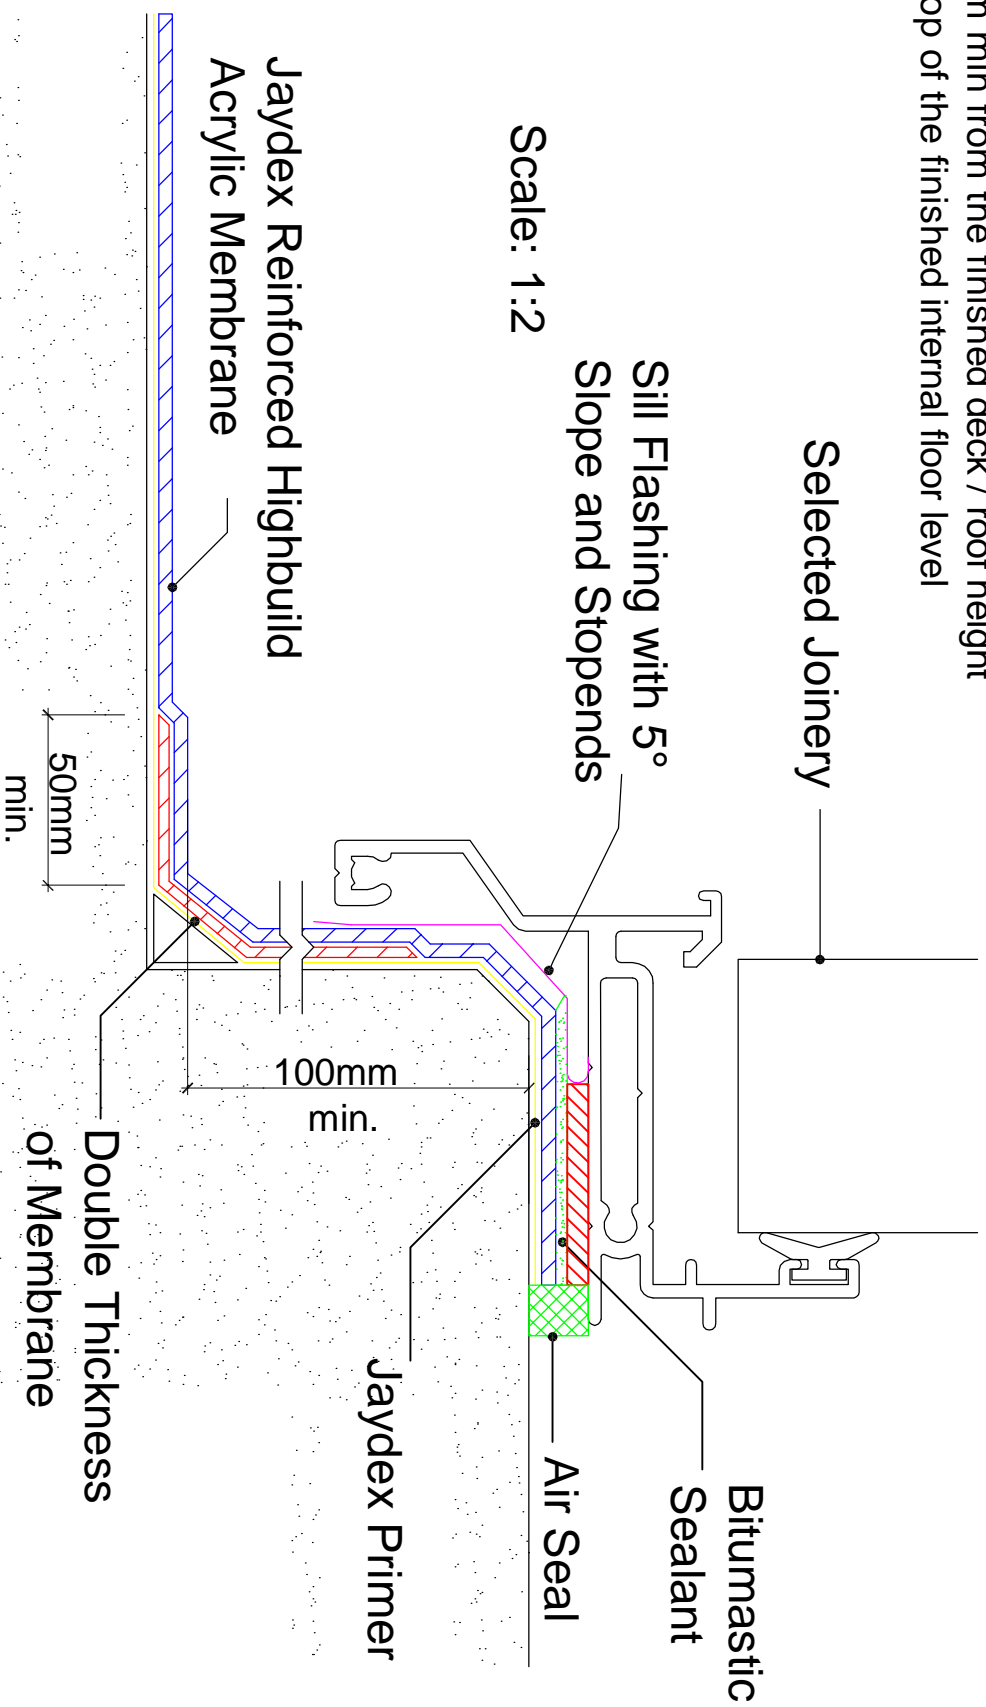 min from the finished deck / roof height
of the finished internal floor level
Selected Joinery
Sill Flashing with 5°
Slope and Stopends
Scale: 1:2
Jaydex Reinforced Highbuild
Acrylic Membrane
50mm
min.
100mm
min.
Bitumastic
Sealant
Air Seal
Jaydex Primer
Double Thickness
of Membrane